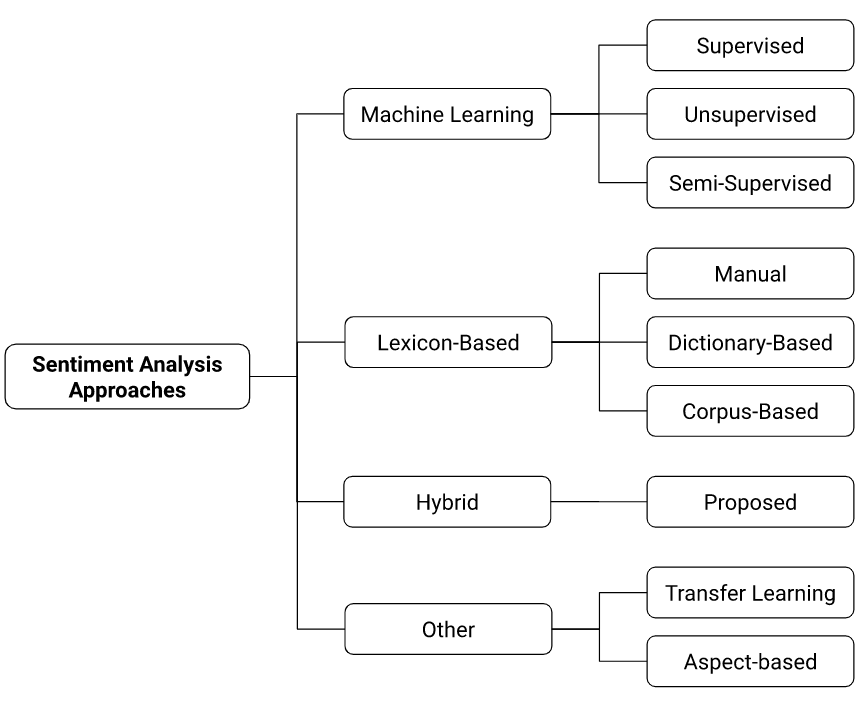 Sentiment Analysis
Approaches
Machine Learning
Supervised
Unsupervised
Semi-Supervised
Lexicon-Based
Manual
Dictionary-Based
Corpus-Based
Hybrid
Proposed
Other
Transfer Learning
Aspect-based